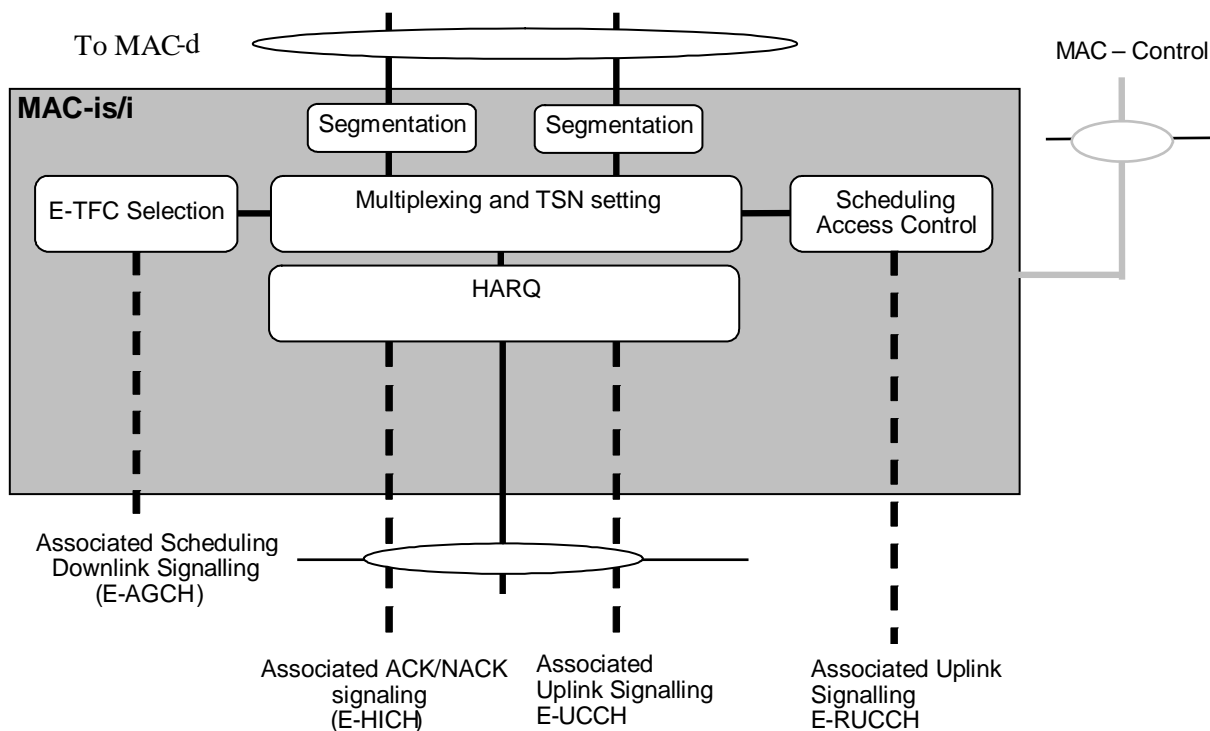 To MAC-d
MAC – Control
MAC-is/i
Segmentation
Segmentation
E-TFC Selection
Multiplexing and TSN setting
Scheduling
Access Control
HARQ
Associated Scheduling
Downlink Signalling
(E-AGCH)
Associated ACK/NACK
signaling
(E-HICH)
Associated
Uplink Signalling
E-UCCH
Associated Uplink
Signalling
E-RUCCH